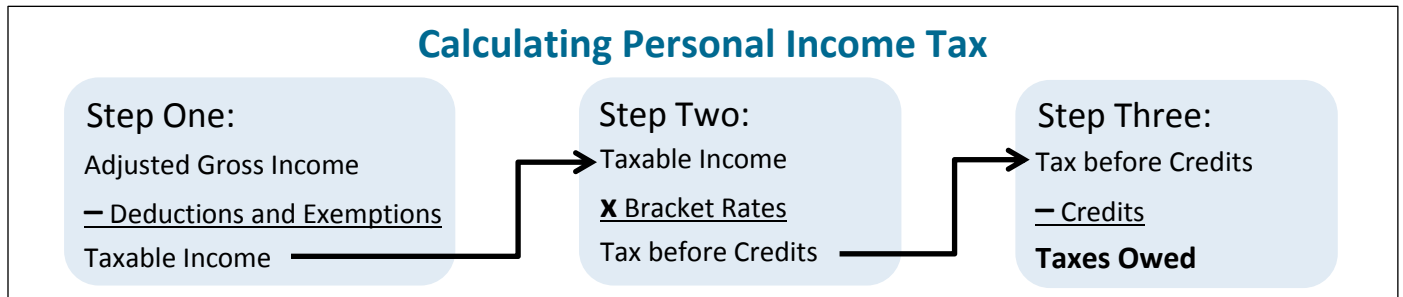 Calculating Personal Income Tax
Step One:
Adjusted Gross Income
– Deductions and Exemptions
Taxable Income
Step Two:
Taxable Income
x Bracket Rates
Tax before Credits
Step Three:
Tax before Credits
– Credits
Taxes Owed